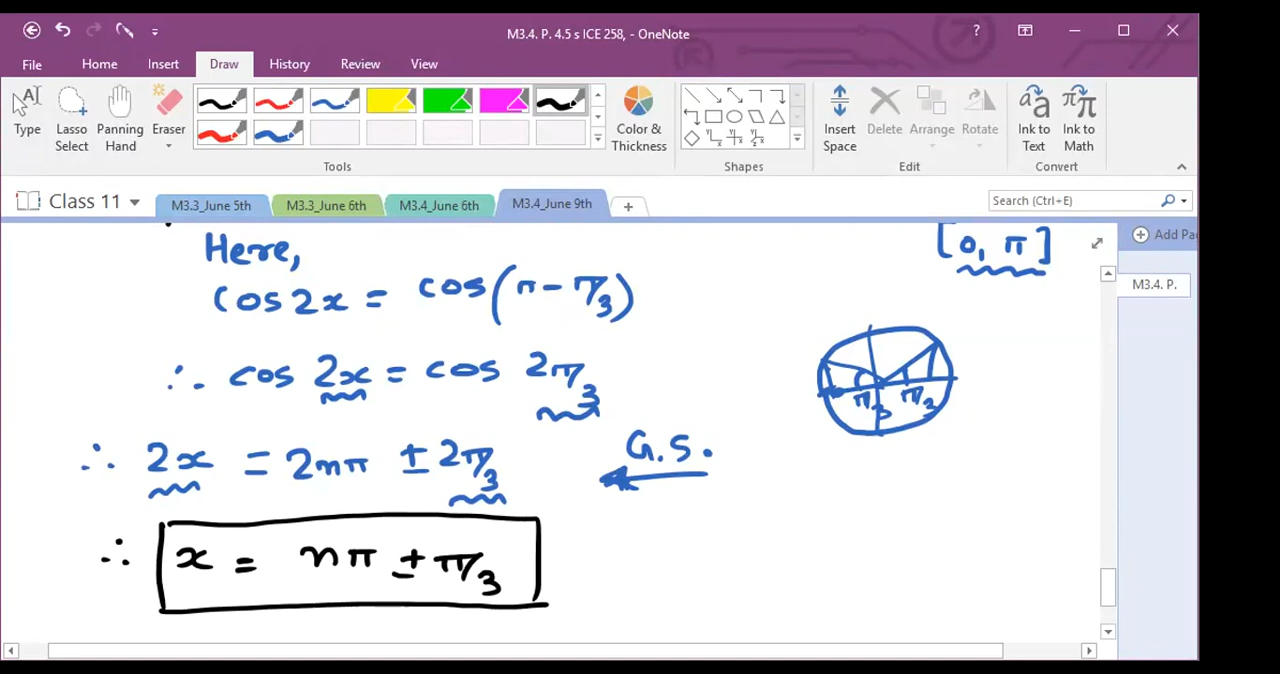 M3.4. P. 4.5 s ICE 258, - OneNote
?
File Home Insert Draw History Review View
Type Lasso Select Panning Hand Eraser Color & Thickness Insert Space Delete Arrange Rotate Ink to Text Ink to Math
Tools Shapes Edit Convert
Class 11 M3.3_June 5th M3.3_June 6th M3.4_June 6th M3.4_June 9th + Search (Ctrl+E)
Add Pa
M3.4. P.
[0, π]
Here,
cos 2x = cos(π - π/3)
∴ cos 2x = cos 2π/3
π/3 π/3
∴ 2x = 2nπ ± 2π/3 G.S.
∴ x = nπ ± π/3